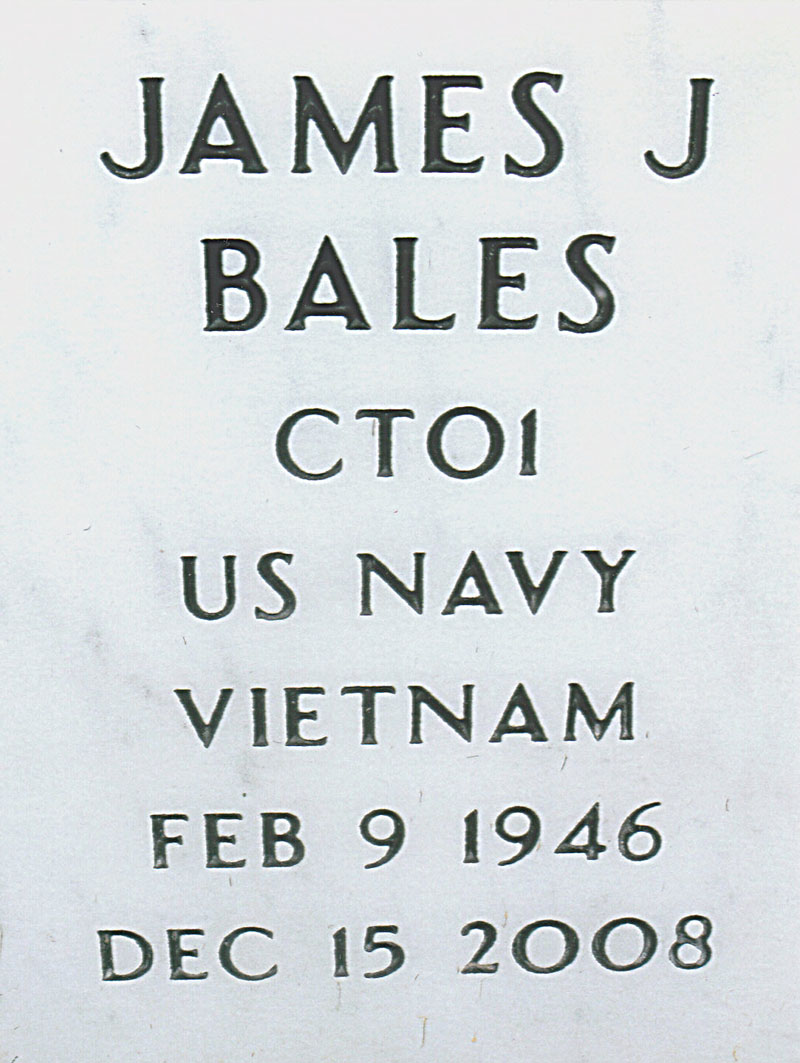 JAMES J
BALES
CTO1
US NAVY
VIETNAM
FEB 9 1946
DEC 15 2008